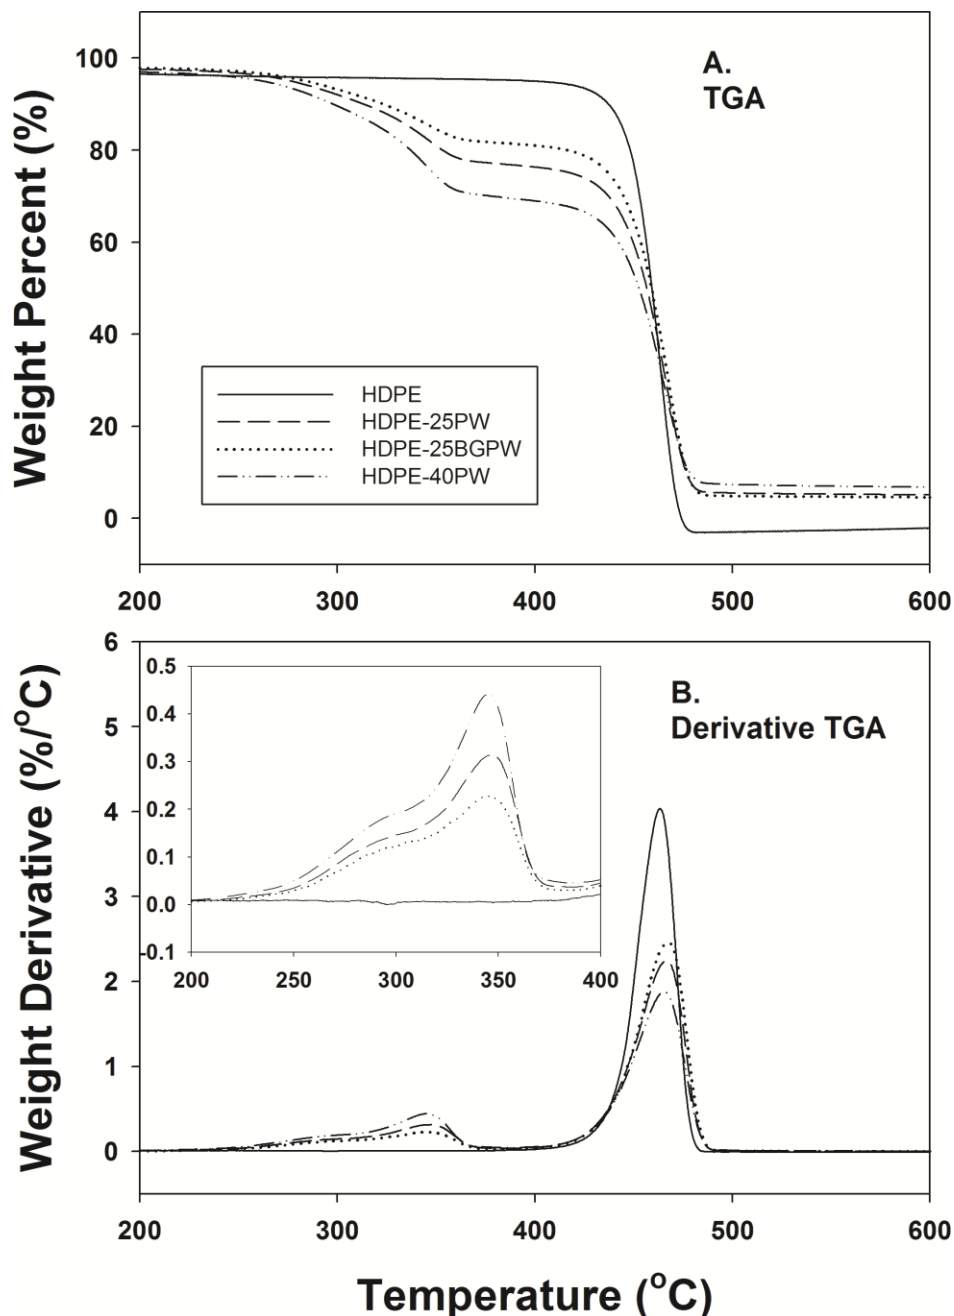 A.
TGA
Weight Percent (%)
100
80
60
40
20
0
HDPE
HDPE-25PW
HDPE-25BGPW
HDPE-40PW
200 300 400 500 600
B.
Derivative TGA
Weight Derivative (%/°C)
6
5
4
3
2
1
0
0.5
0.4
0.3
0.2
0.1
0.0
-0.1
200 250 300 350 400
200 300 400 500 600
Temperature (°C)